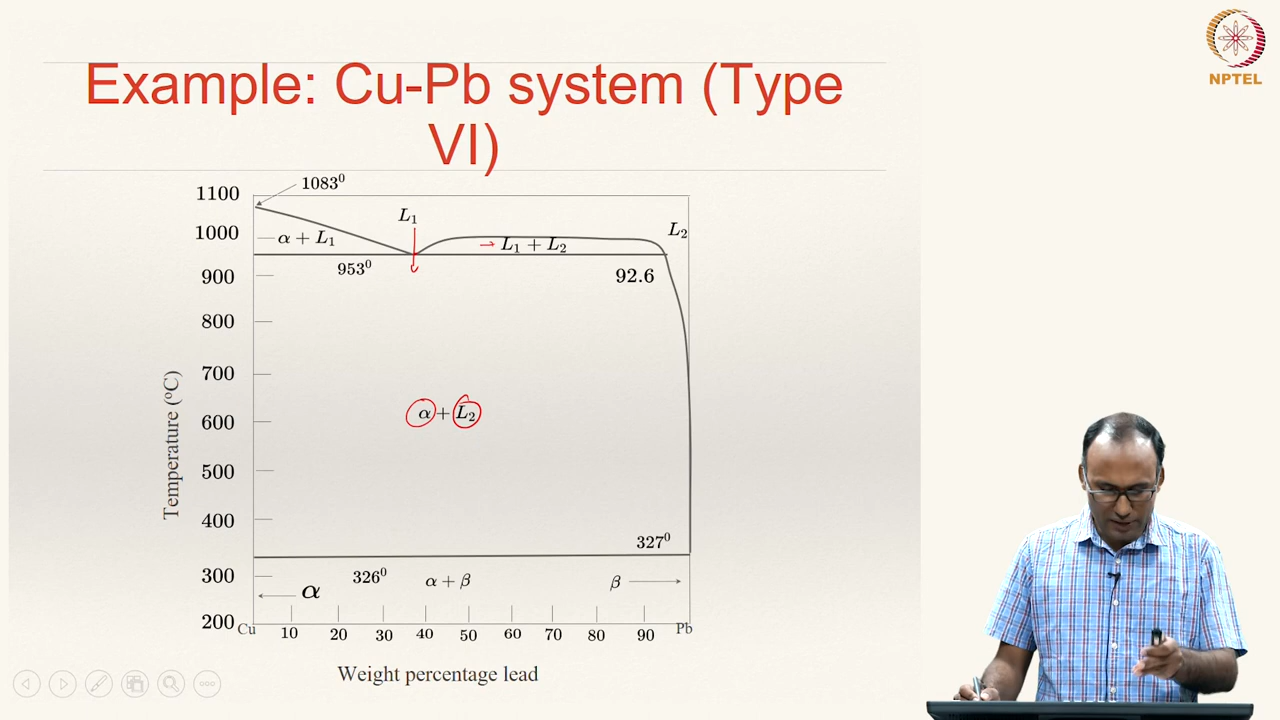 NPTEL
Example: Cu-Pb system (Type
VI)
1083⁰
1100
L₁
1000
α + L₁
→ L₁ + L₂
L₂
953⁰
900
92.6
800
700
Temperature (⁰C)
600
α + L₂
500
400
327⁰
300
326⁰
α + β
β
α
200
Cu 10 20 30 40 50 60 70 80 90 Pb
Weight percentage lead